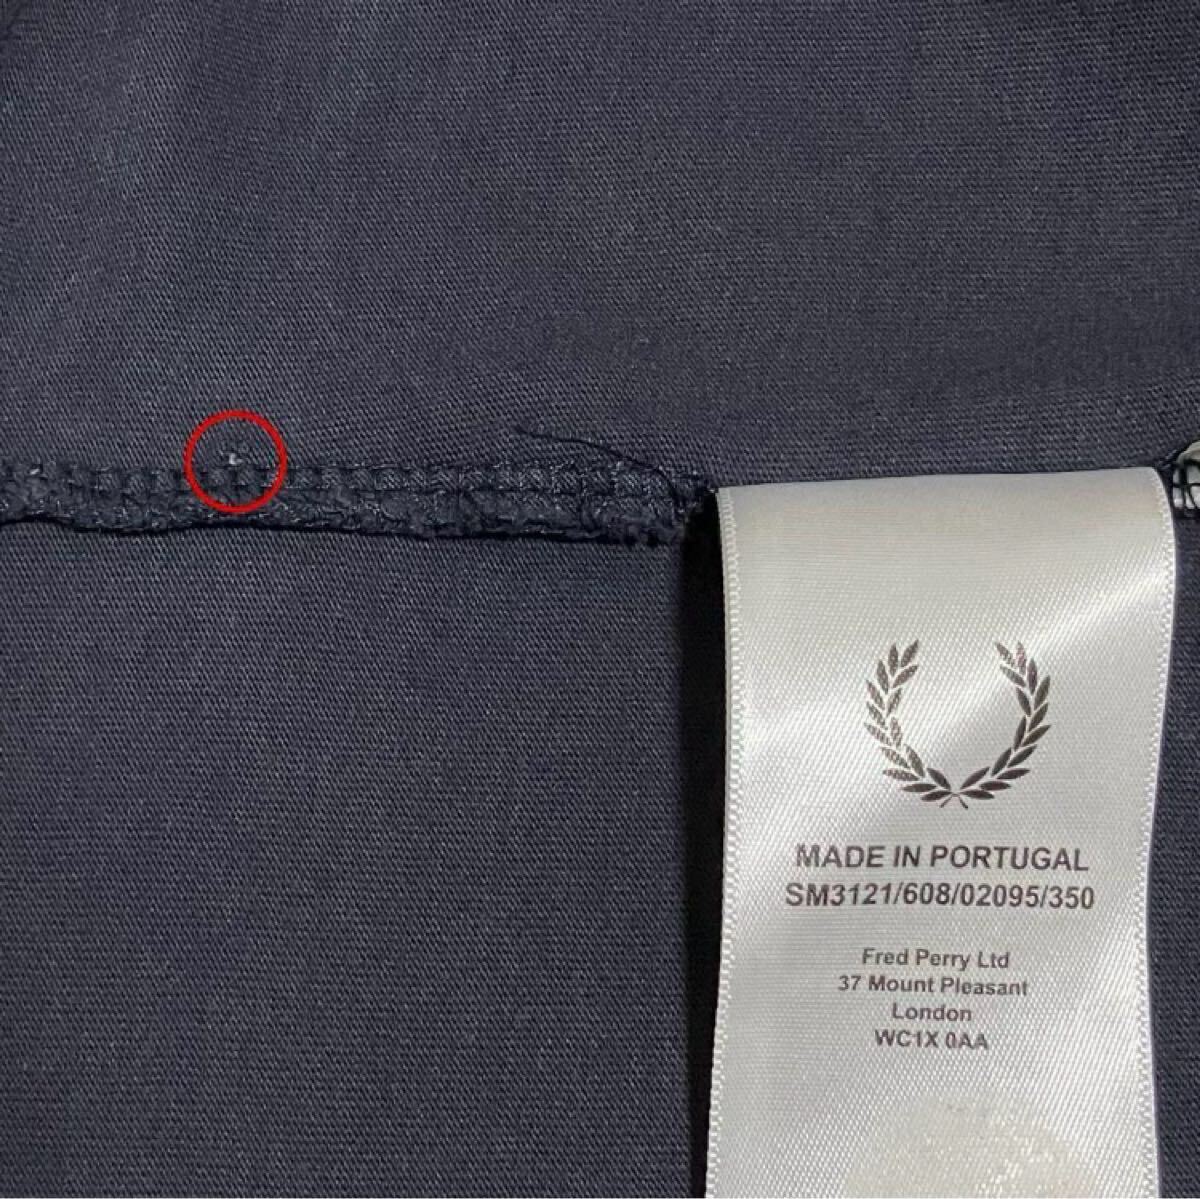 MADE IN PORTUGAL
SM3121/608/02095/350
Fred Perry Ltd
37 Mount Pleasant
London
WC1X 0AA